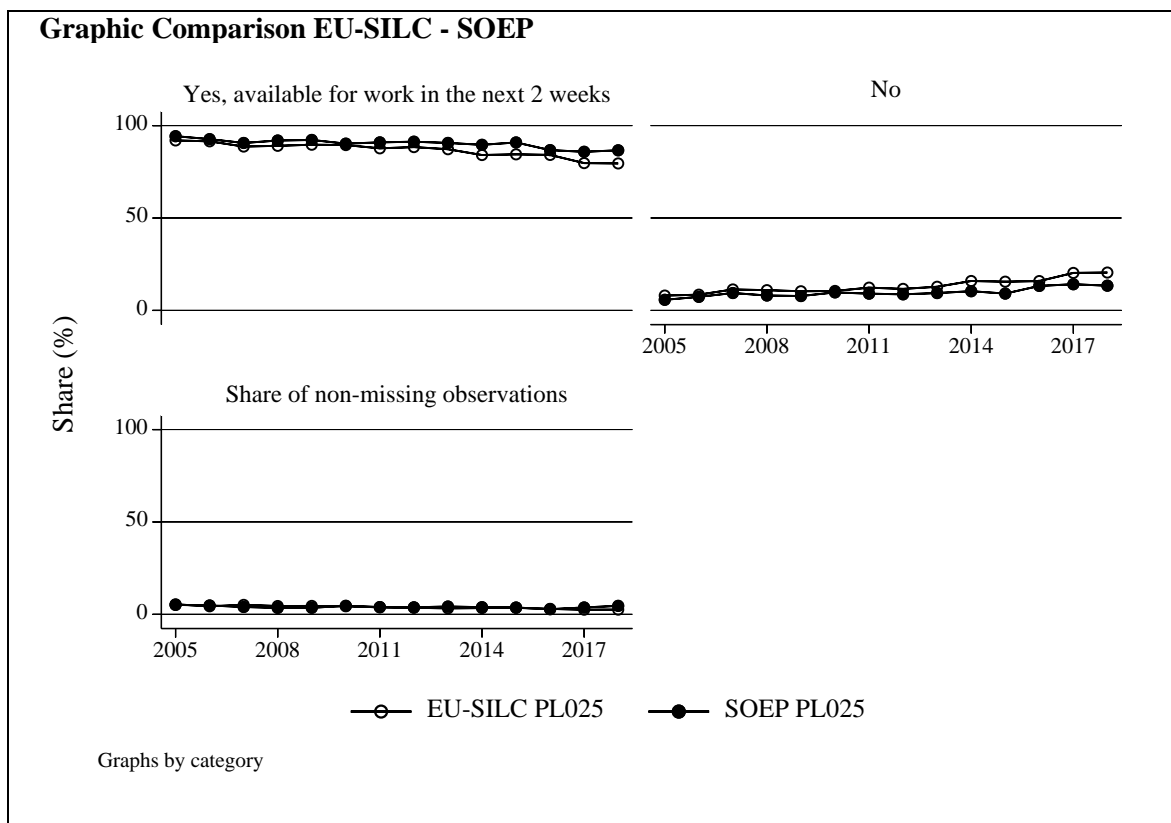 Graphic Comparison EU-SILC - SOEP
Yes, available for work in the next 2 weeks
No
100
50
0
2005 2008 2011 2014 2017
Share (%)
Share of non-missing observations
100
50
0
2005 2008 2011 2014 2017
EU-SILC PL025 SOEP PL025
Graphs by category